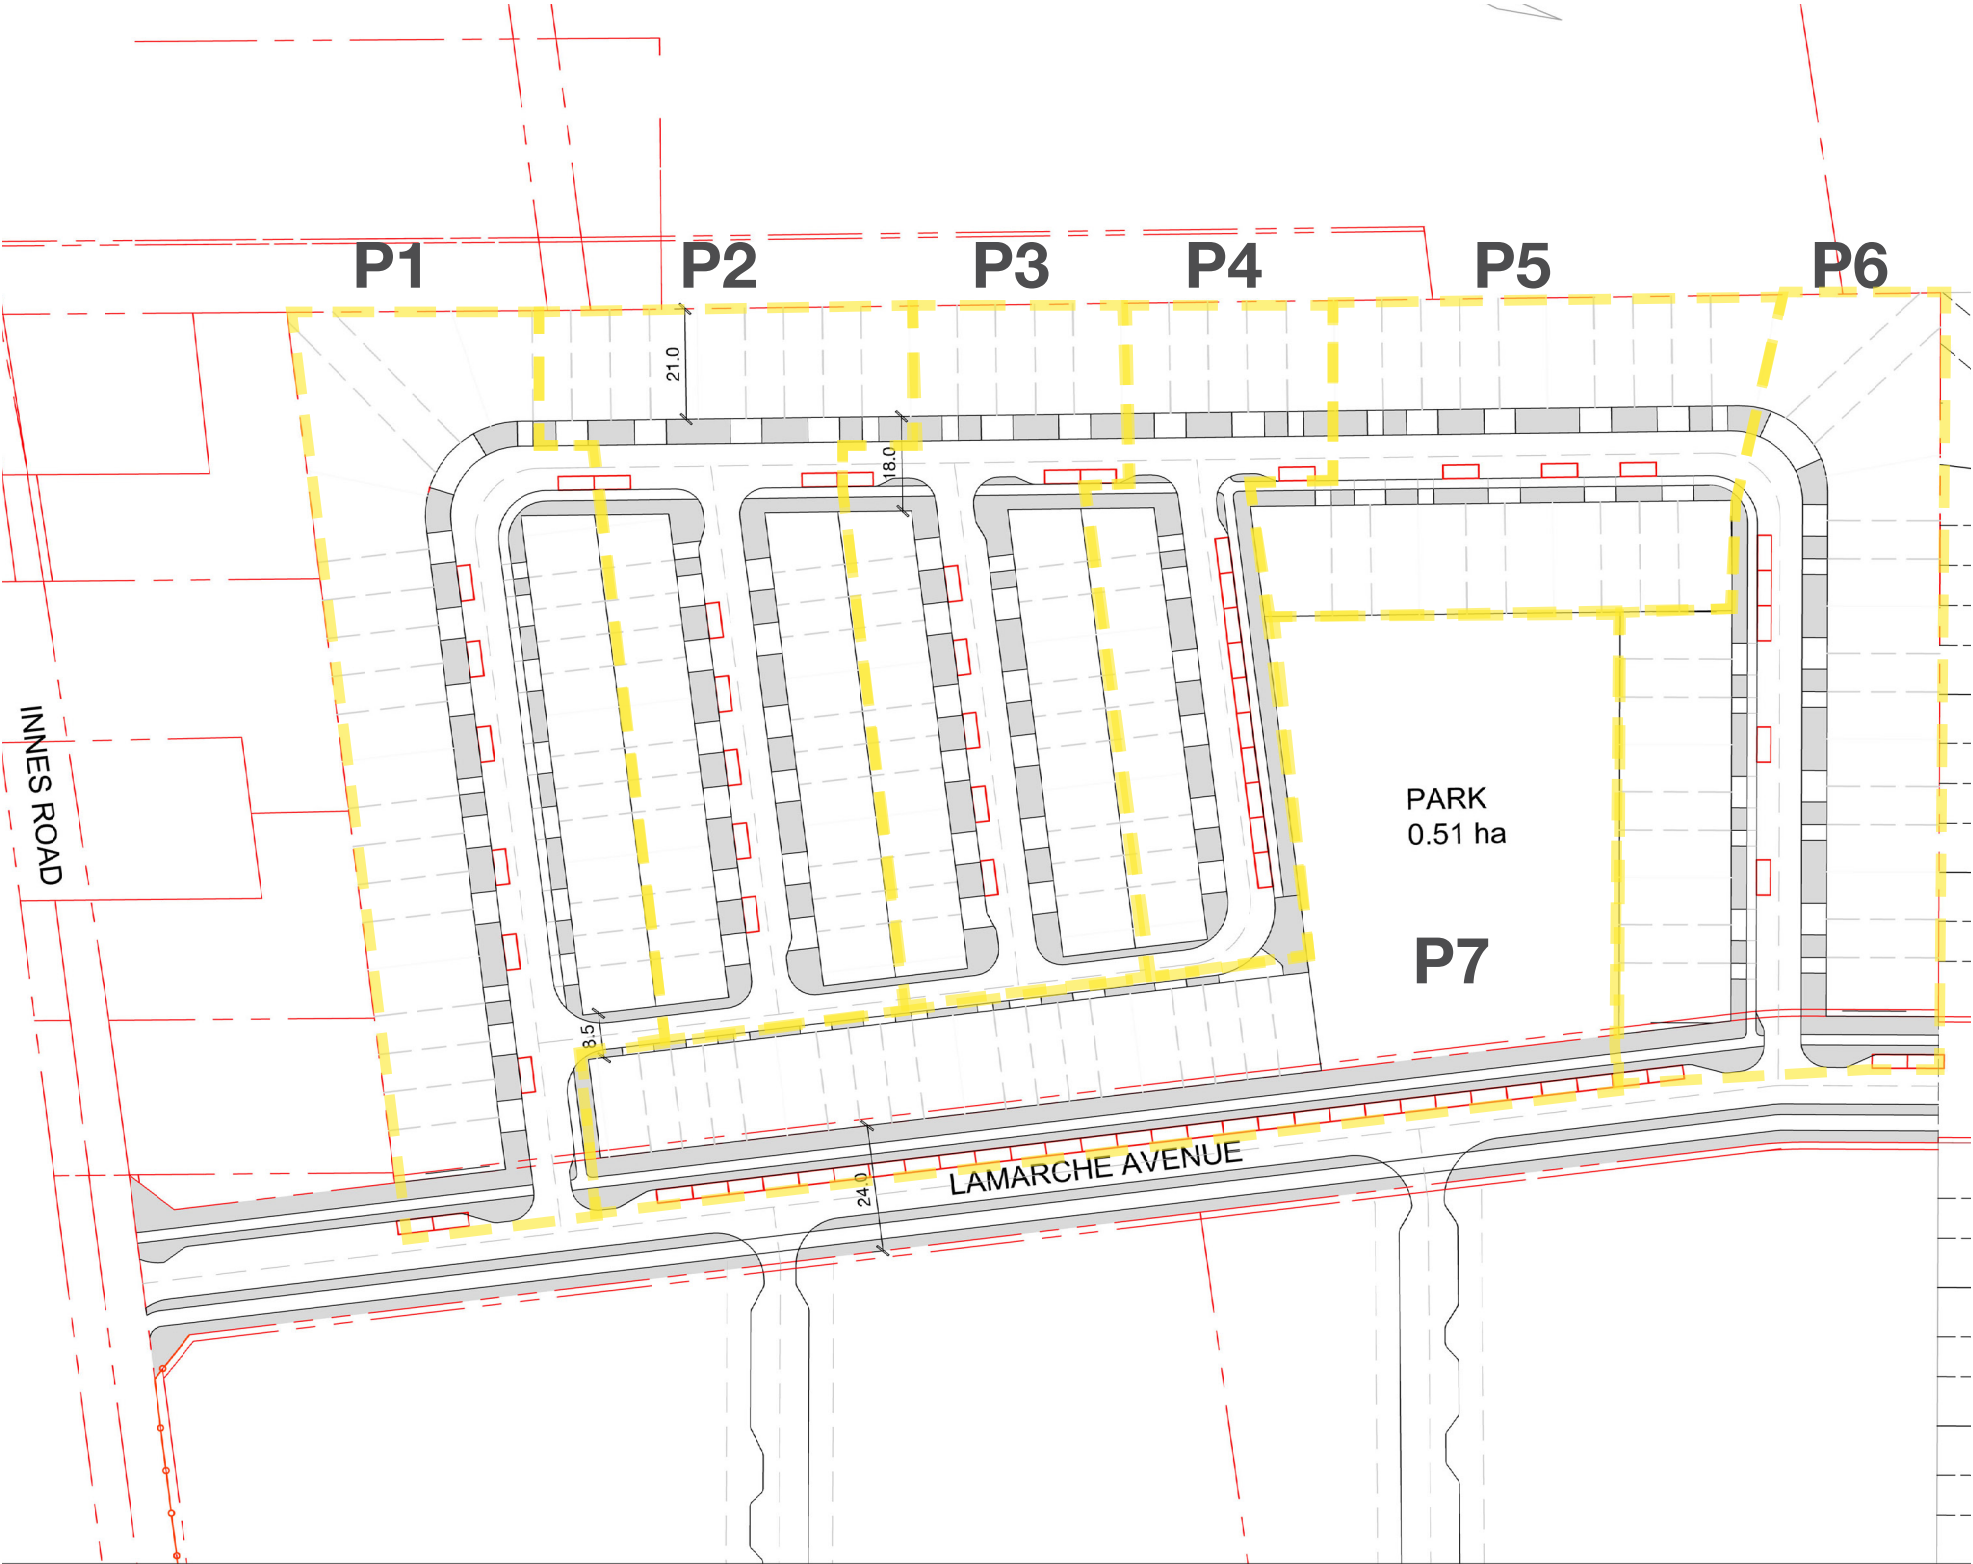 P1
P2
P3
P4
P5
P6
21.0
18.0
INNES ROAD
PARK
0.51 ha
P7
8.5
LAMARCHE AVENUE
24.0